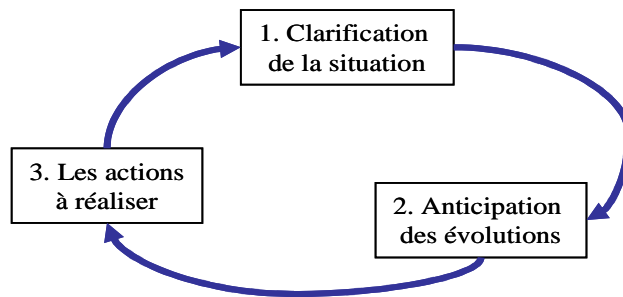 1. Clarification
de la situation
2. Anticipation
des évolutions
3. Les actions
à réaliser